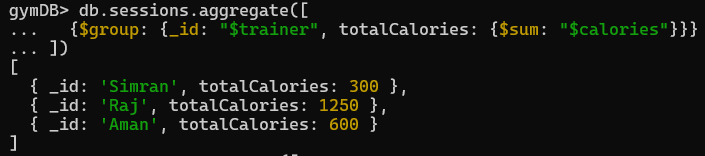 gymDB> db.sessions.aggregate([
...   {$group: {_id: "$trainer", totalCalories: {$sum: "$calories"}}}
... ])
[
  { _id: 'Simran', totalCalories: 300 },
  { _id: 'Raj', totalCalories: 1250 },
  { _id: 'Aman', totalCalories: 600 }
]